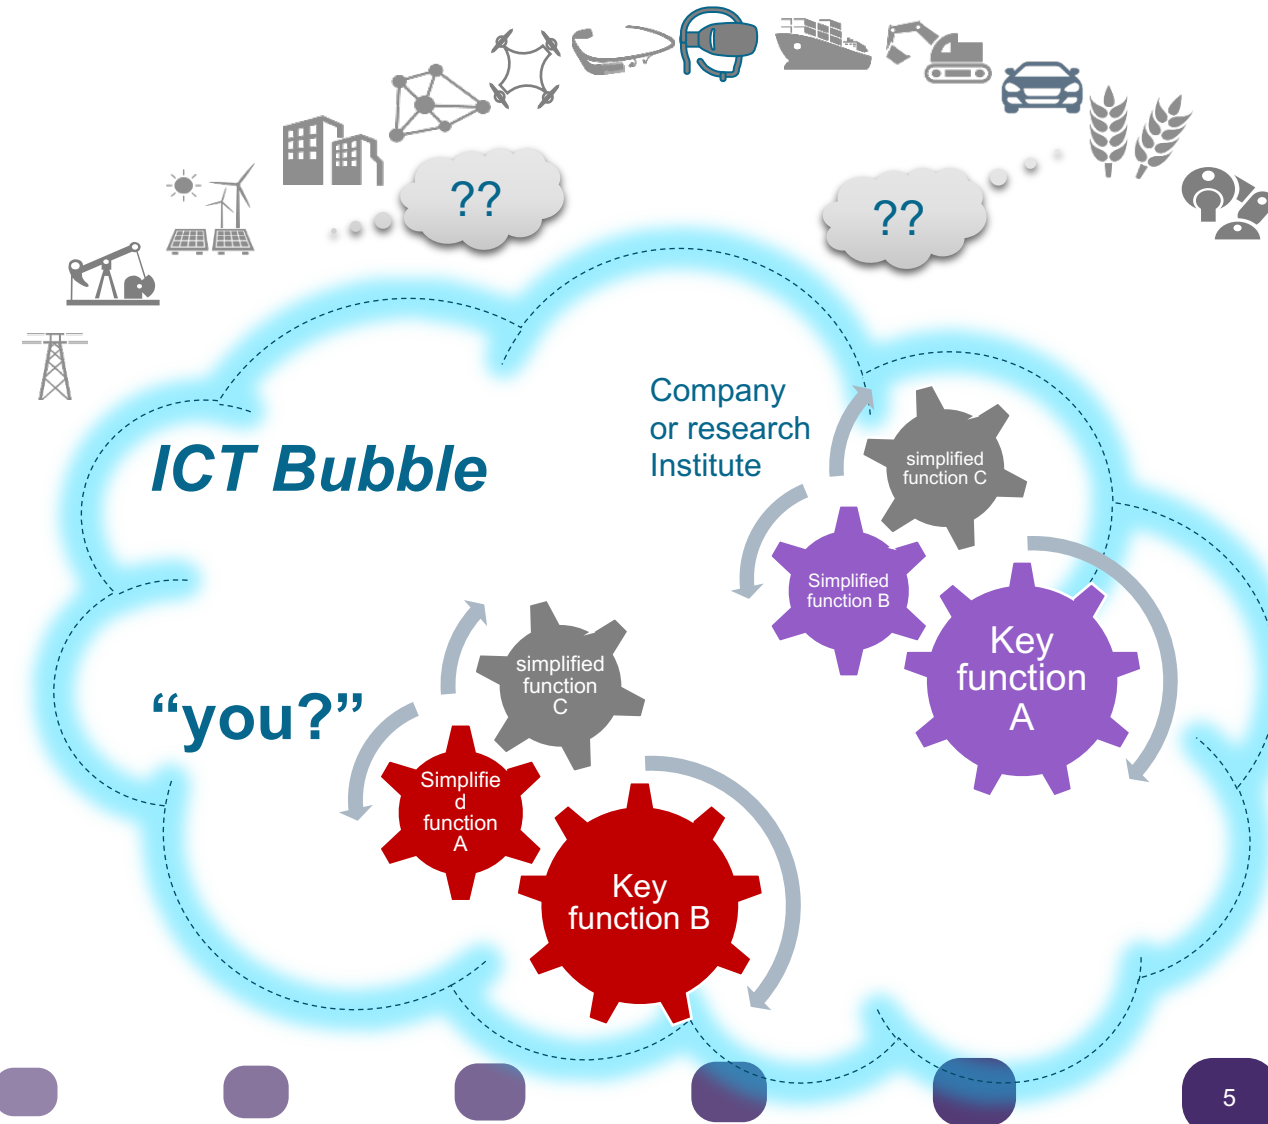 ??
??
Company
or research
Institute
ICT Bubble
simplified
function C
Simplified
function B
Key
function
A
“you?”
simplified
function
C
Simplifie
d
function
A
Key
function B
5